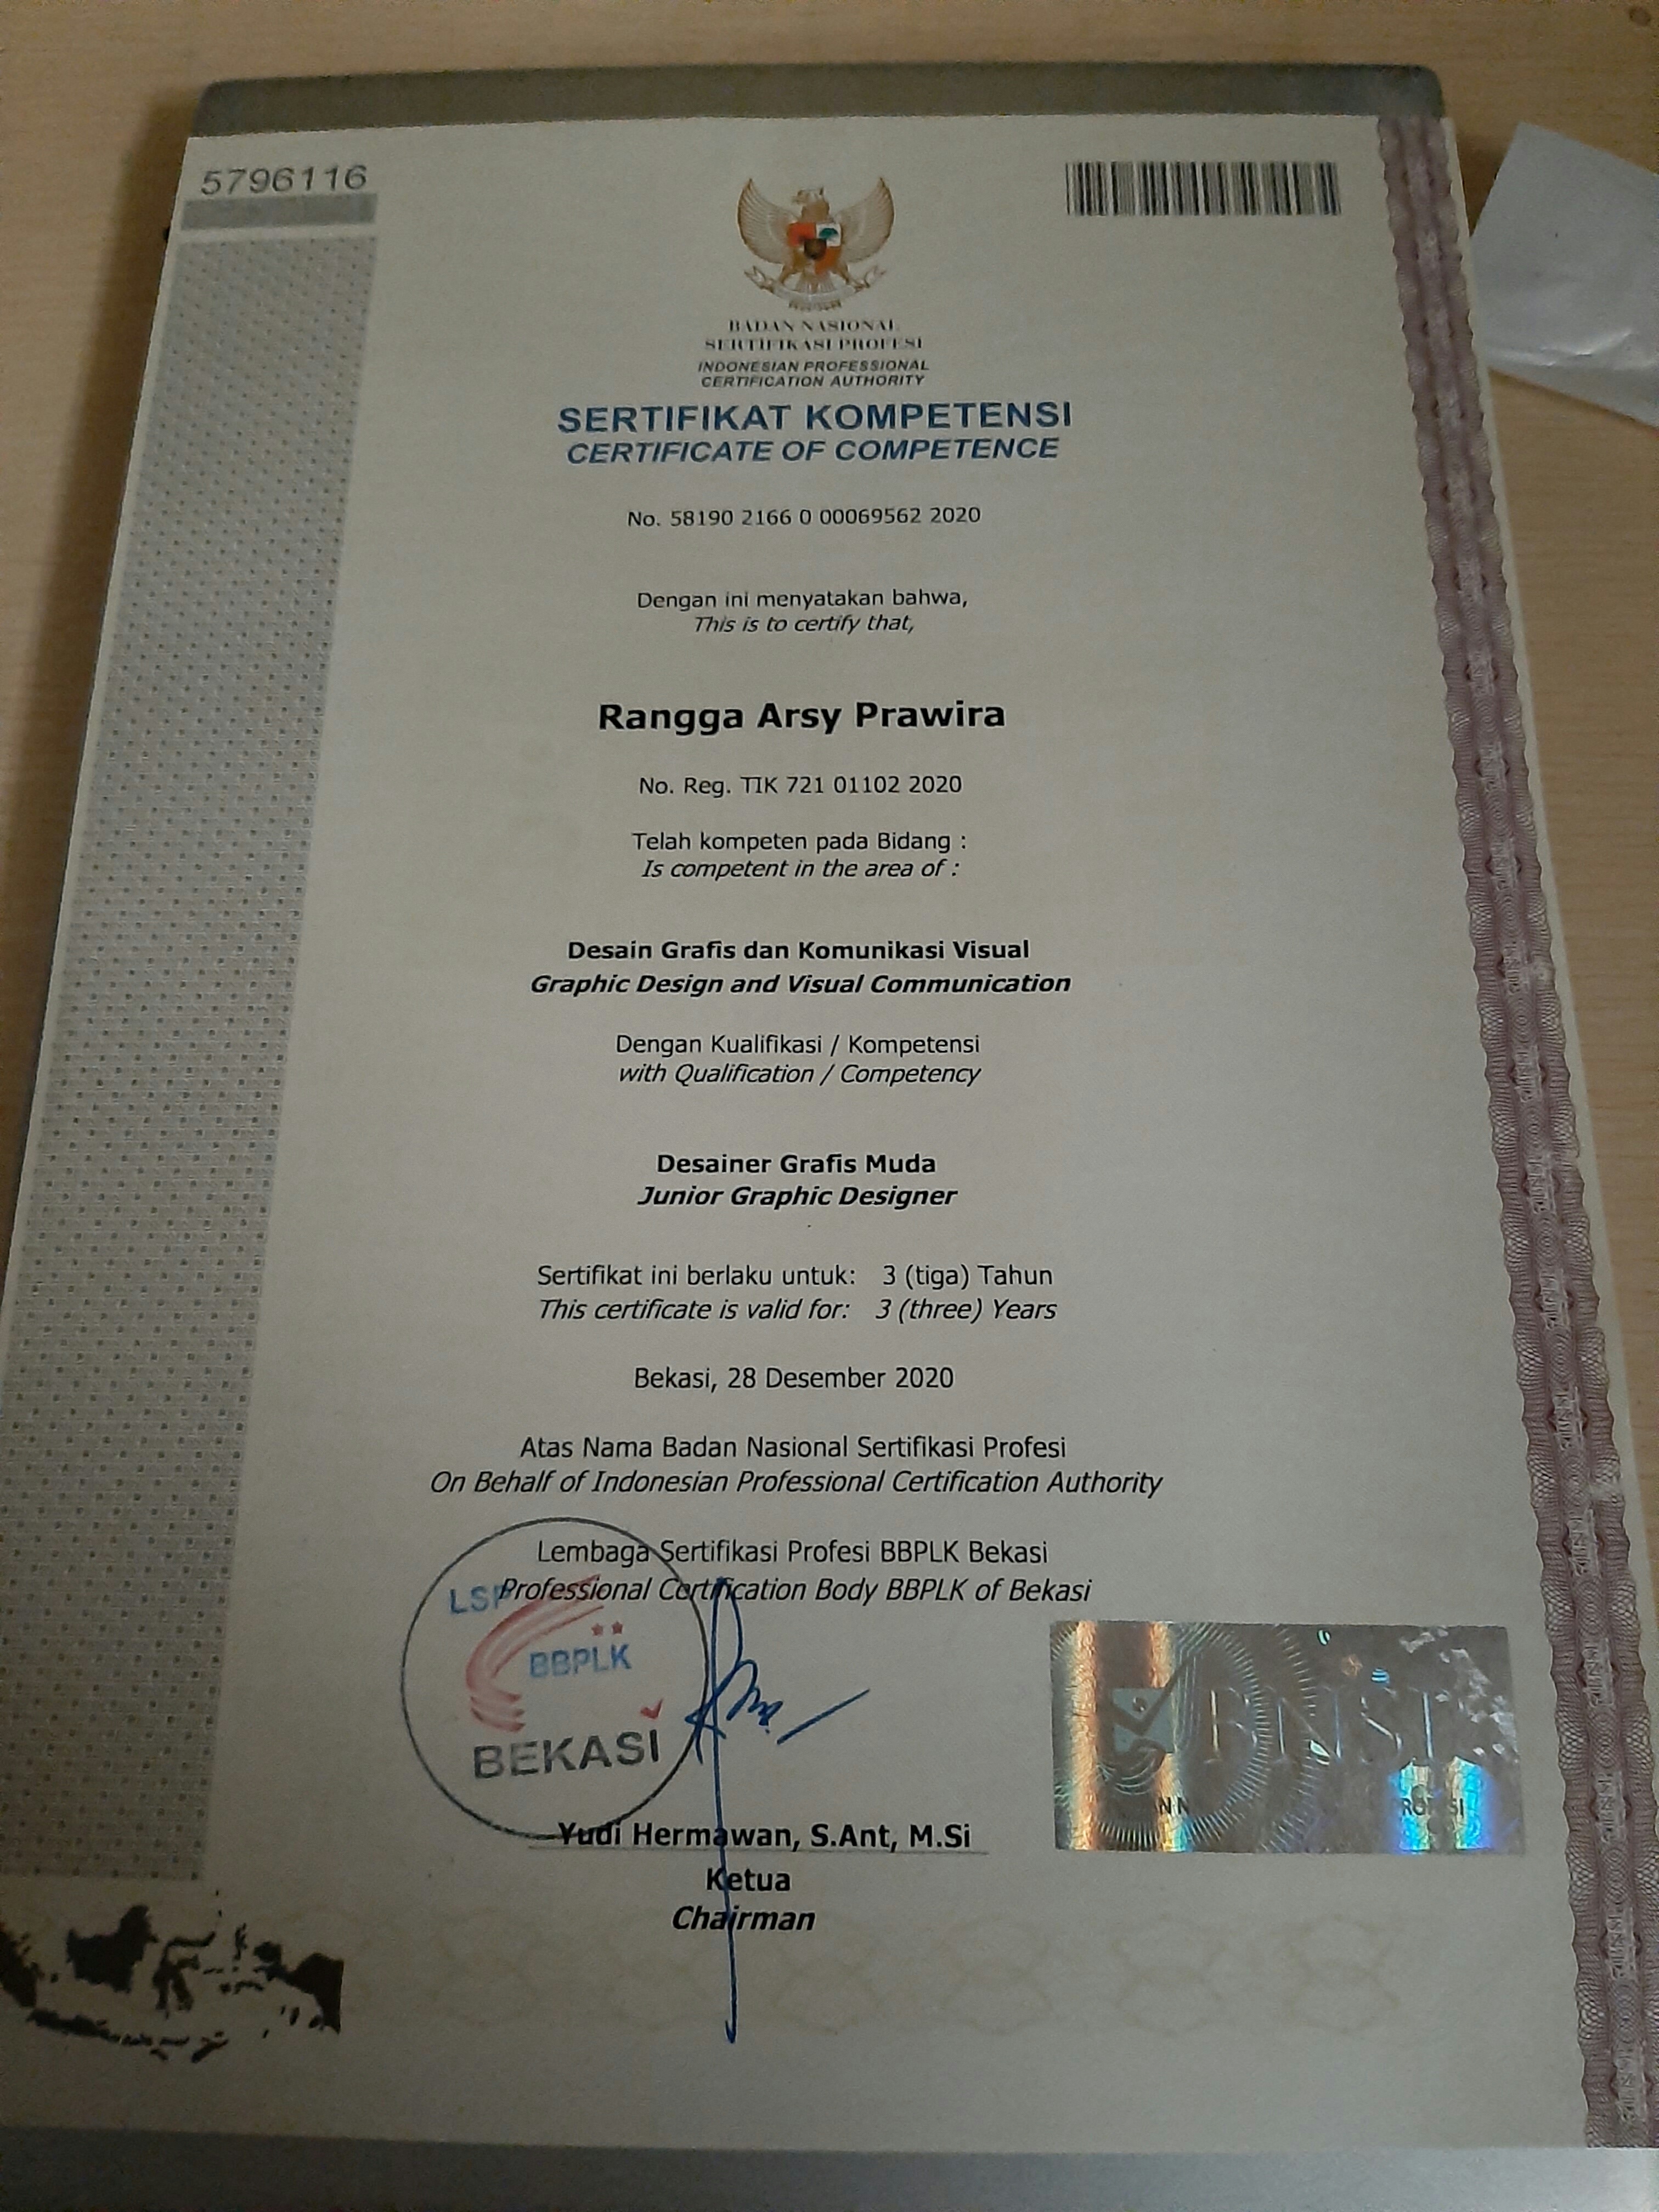 5796116
BADAN NASIONAL
SERTIFIKASI PROFESI
INDONESIAN PROFESSIONAL
CERTIFICATION AUTHORITY
SERTIFIKAT KOMPETENSI
CERTIFICATE OF COMPETENCE
No. 58190 2166 0 00069562 2020
Dengan ini menyatakan bahwa,
This is to certify that,
Rangga Arsy Prawira
No. Reg. TIK 721 01102 2020
Telah kompeten pada Bidang :
Is competent in the area of :
Desain Grafis dan Komunikasi Visual
Graphic Design and Visual Communication
Dengan Kualifikasi / Kompetensi
with Qualification / Competency
Desainer Grafis Muda
Junior Graphic Designer
Sertifikat ini berlaku untuk: 3 (tiga) Tahun
This certificate is valid for: 3 (three) Years
Bekasi, 28 Desember 2020
Atas Nama Badan Nasional Sertifikasi Profesi
On Behalf of Indonesian Professional Certification Authority
Lembaga Sertifikasi Profesi BBPLK Bekasi
Professional Certification Body BBPLK of Bekasi
LSP
BBPLK
BEKASI
BNSP
Yudi Hermawan, S.Ant, M.Si
Ketua
Chairman